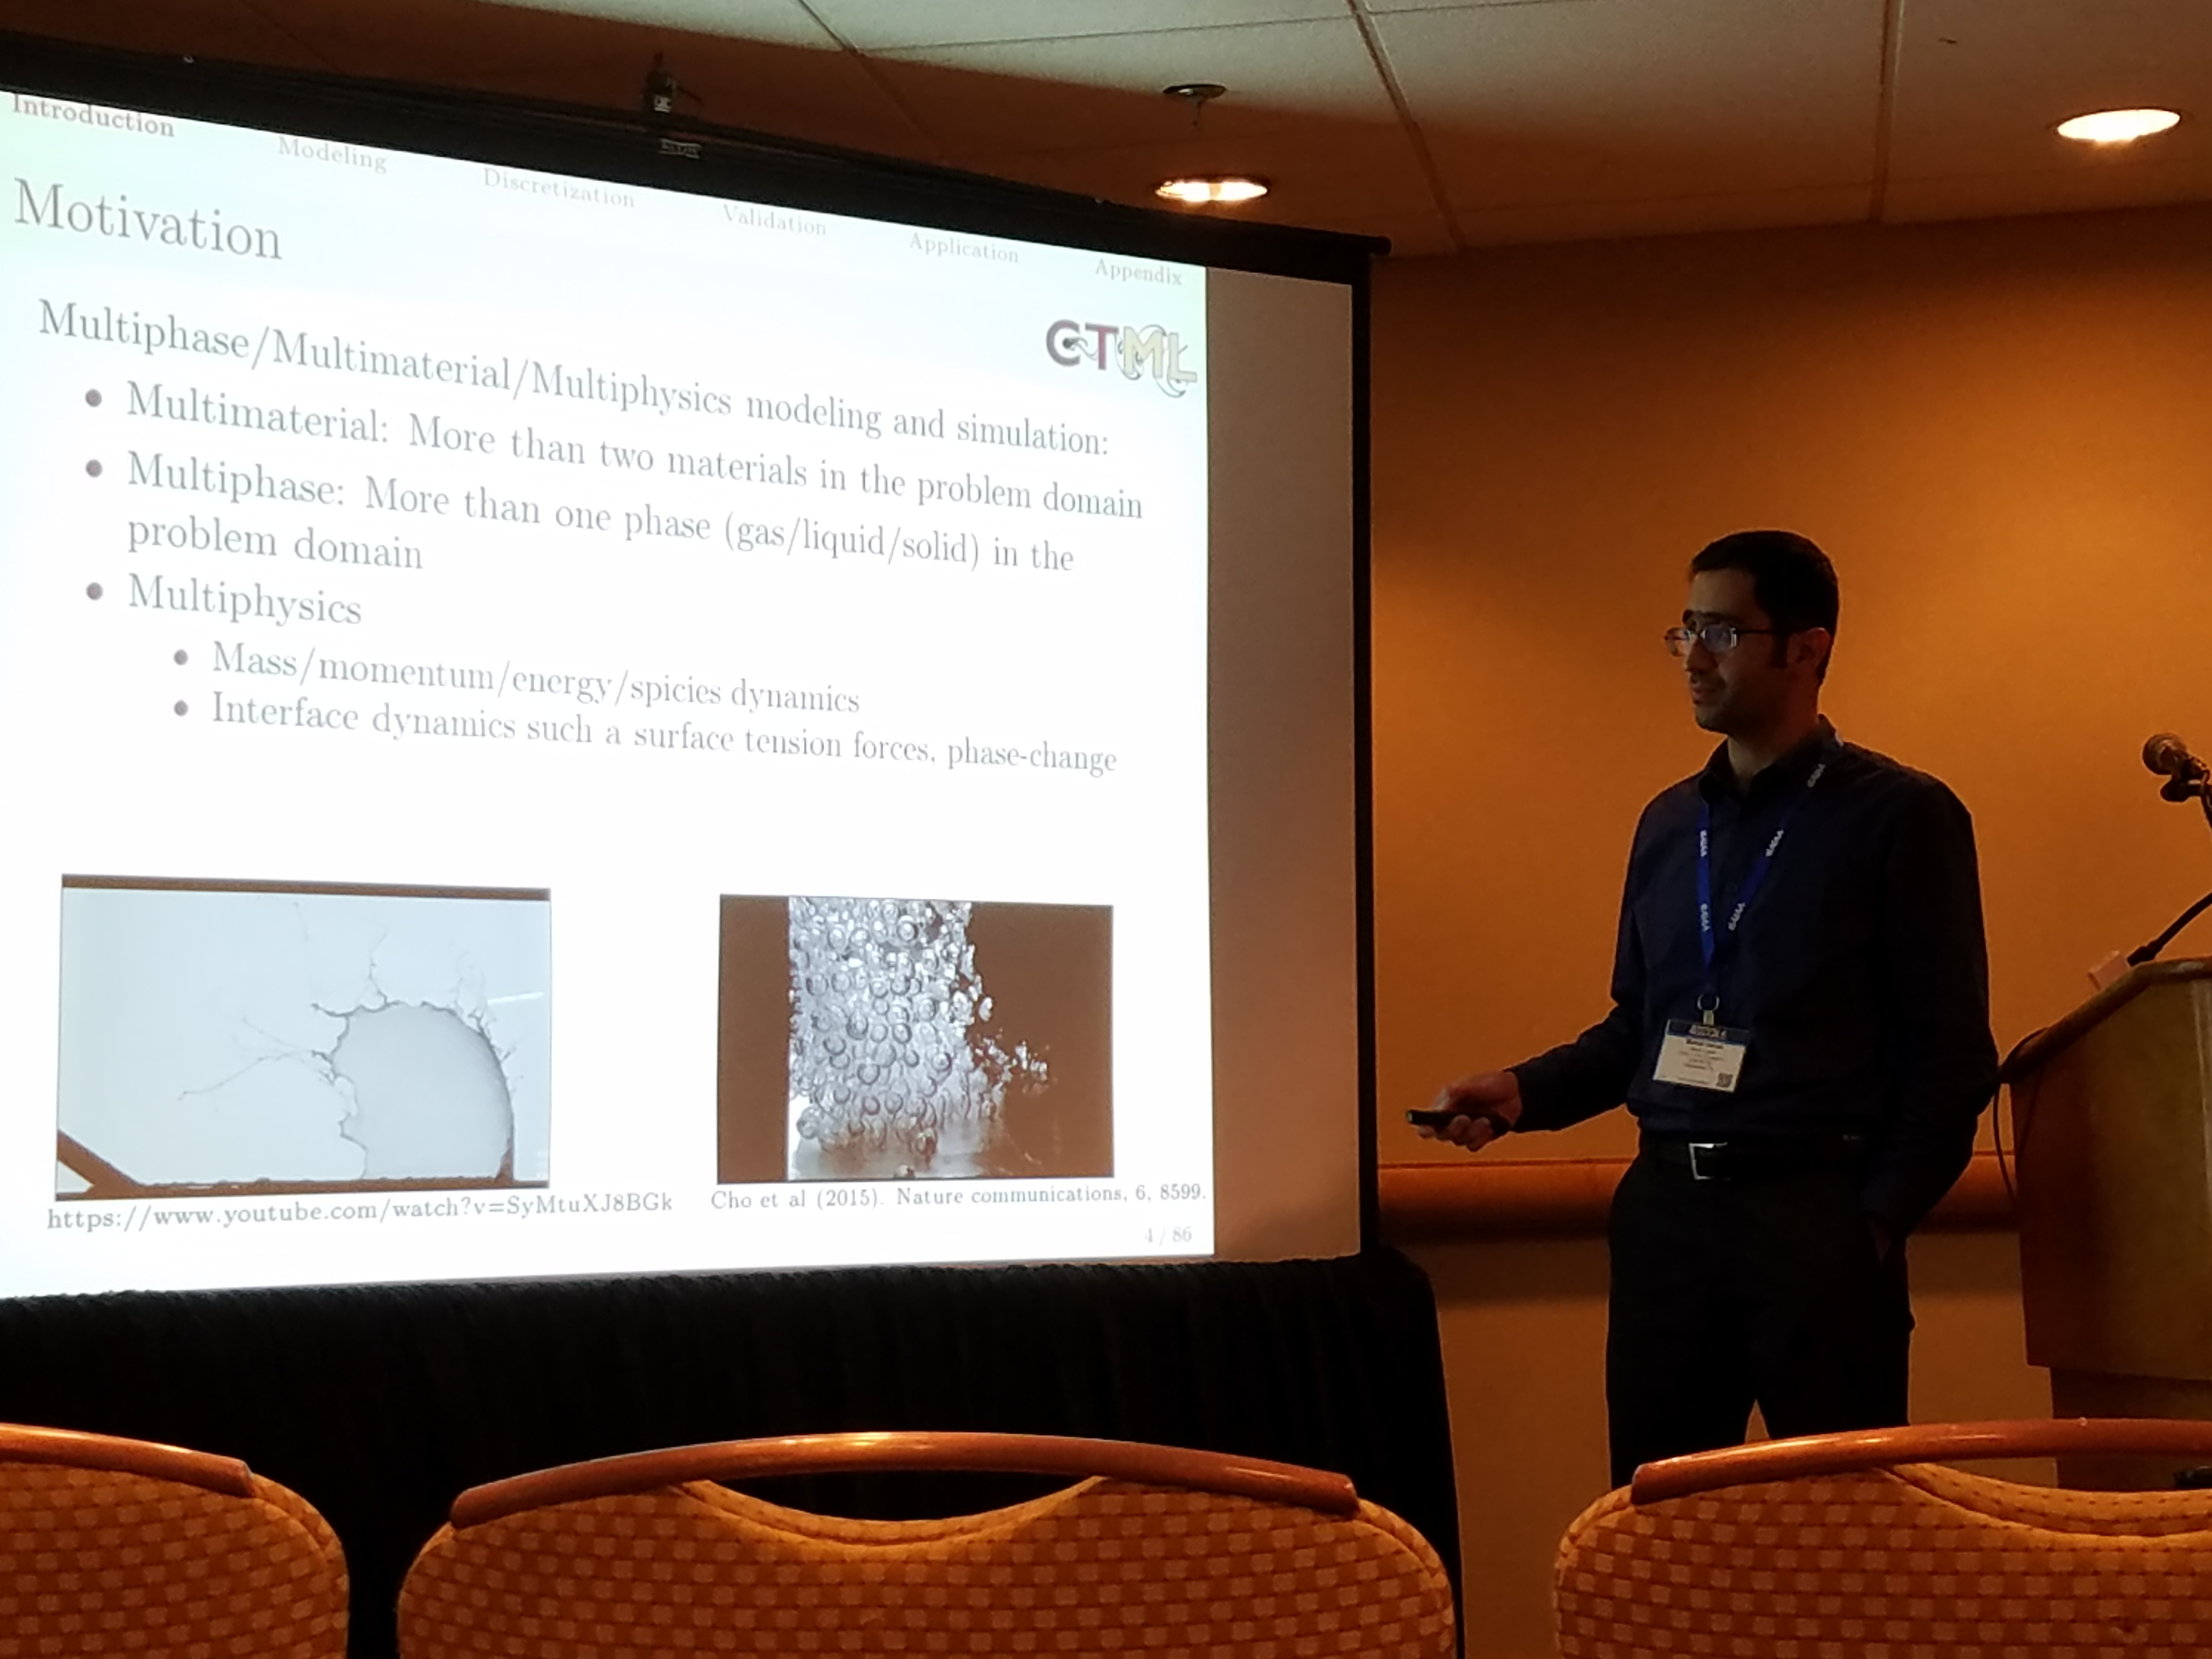 Introduction
Modeling
Discretization
Validation
Application
Appendix
Motivation
CTML
Multiphase/Multimaterial/Multiphysics modeling and simulation:
• Multimaterial: More than two materials in the problem domain
• Multiphase: More than one phase (gas/liquid/solid) in the
problem domain
• Multiphysics
• Mass/momentum/energy/spicies dynamics
• Interface dynamics such a surface tension forces, phase-change
https://www.youtube.com/watch?v=SyMtuXJ8BGk
Cho et al (2015). Nature communications, 6, 8599.
4 / 86